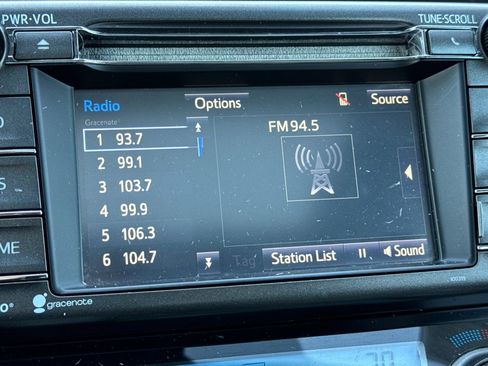 PWR•VOL
TUNE•SCROLL
Radio
Options
Source
Gracenote
FM 94.5
1 93.7
2 99.1
3 103.7
4 99.9
5 106.3
6 104.7
Tag
Station List
Sound
100315
gracenote